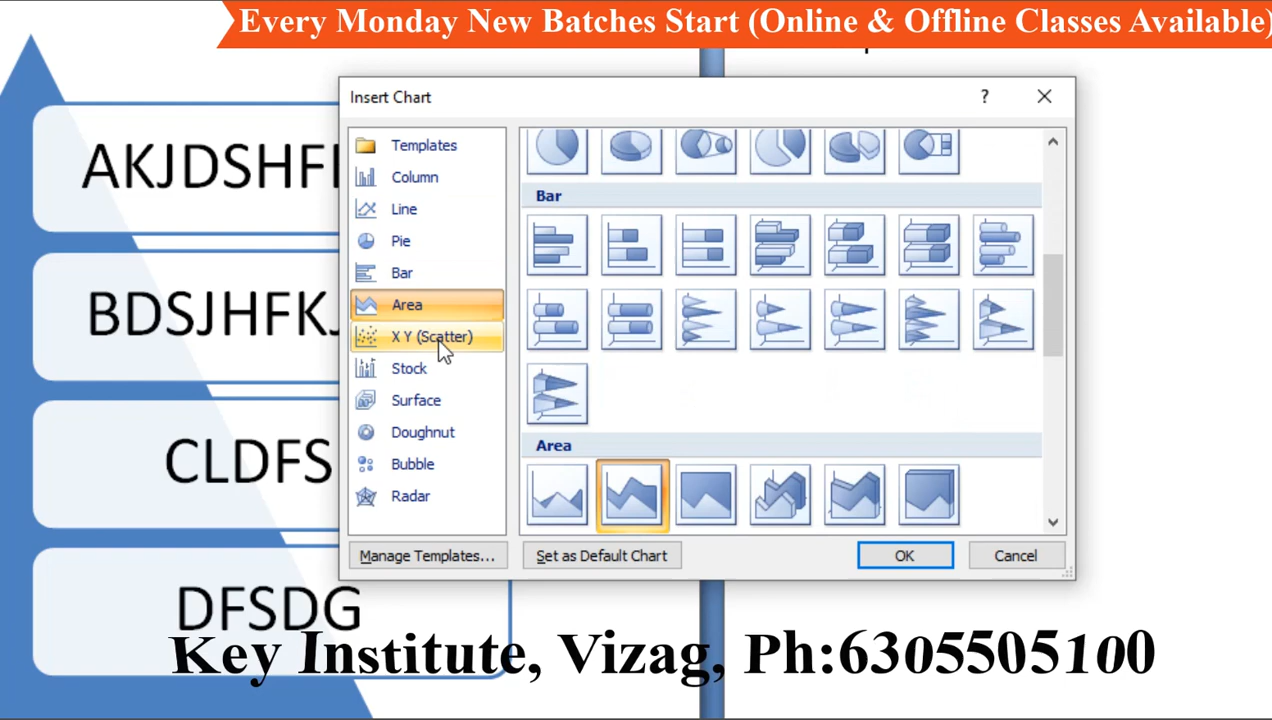 Every Monday New Batches Start (Online & Offline Classes Available)
Insert Chart
?
Templates
Column
Line
Pie
Bar
Area
X Y (Scatter)
Stock
Surface
Doughnut
Bubble
Radar
Bar
Area
Manage Templates...
Set as Default Chart
OK
Cancel
BDSJHFKJ
CLDFS
DFSDG
Key Institute, Vizag, Ph:6305505100